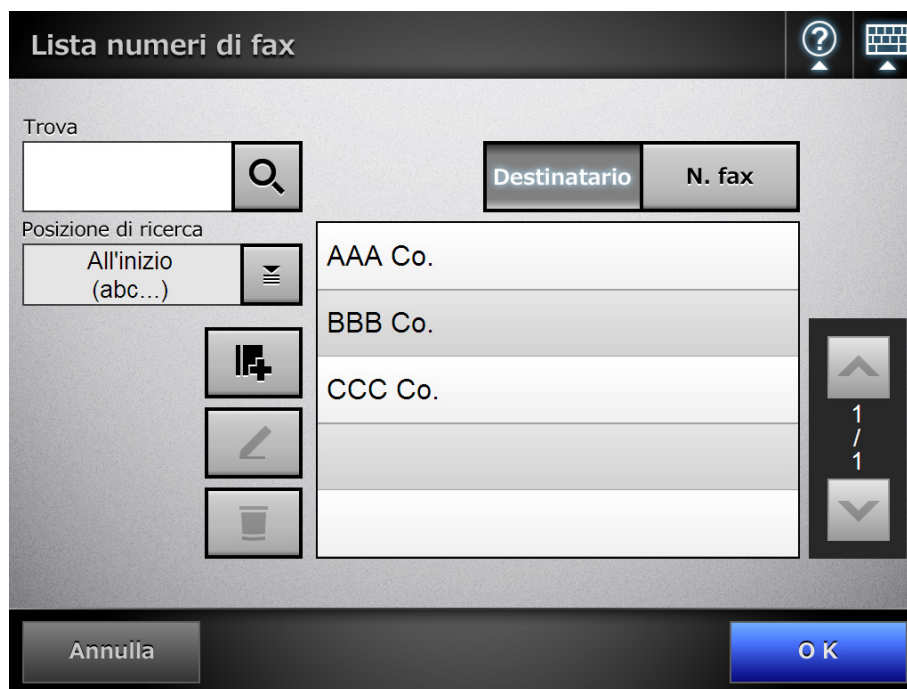 Lista numeri di fax
?
Trova
Destinatario
N. fax
Posizione di ricerca
All'inizio
(abc...)
AAA Co.
BBB Co.
CCC Co.
1
/
1
Annulla
OK